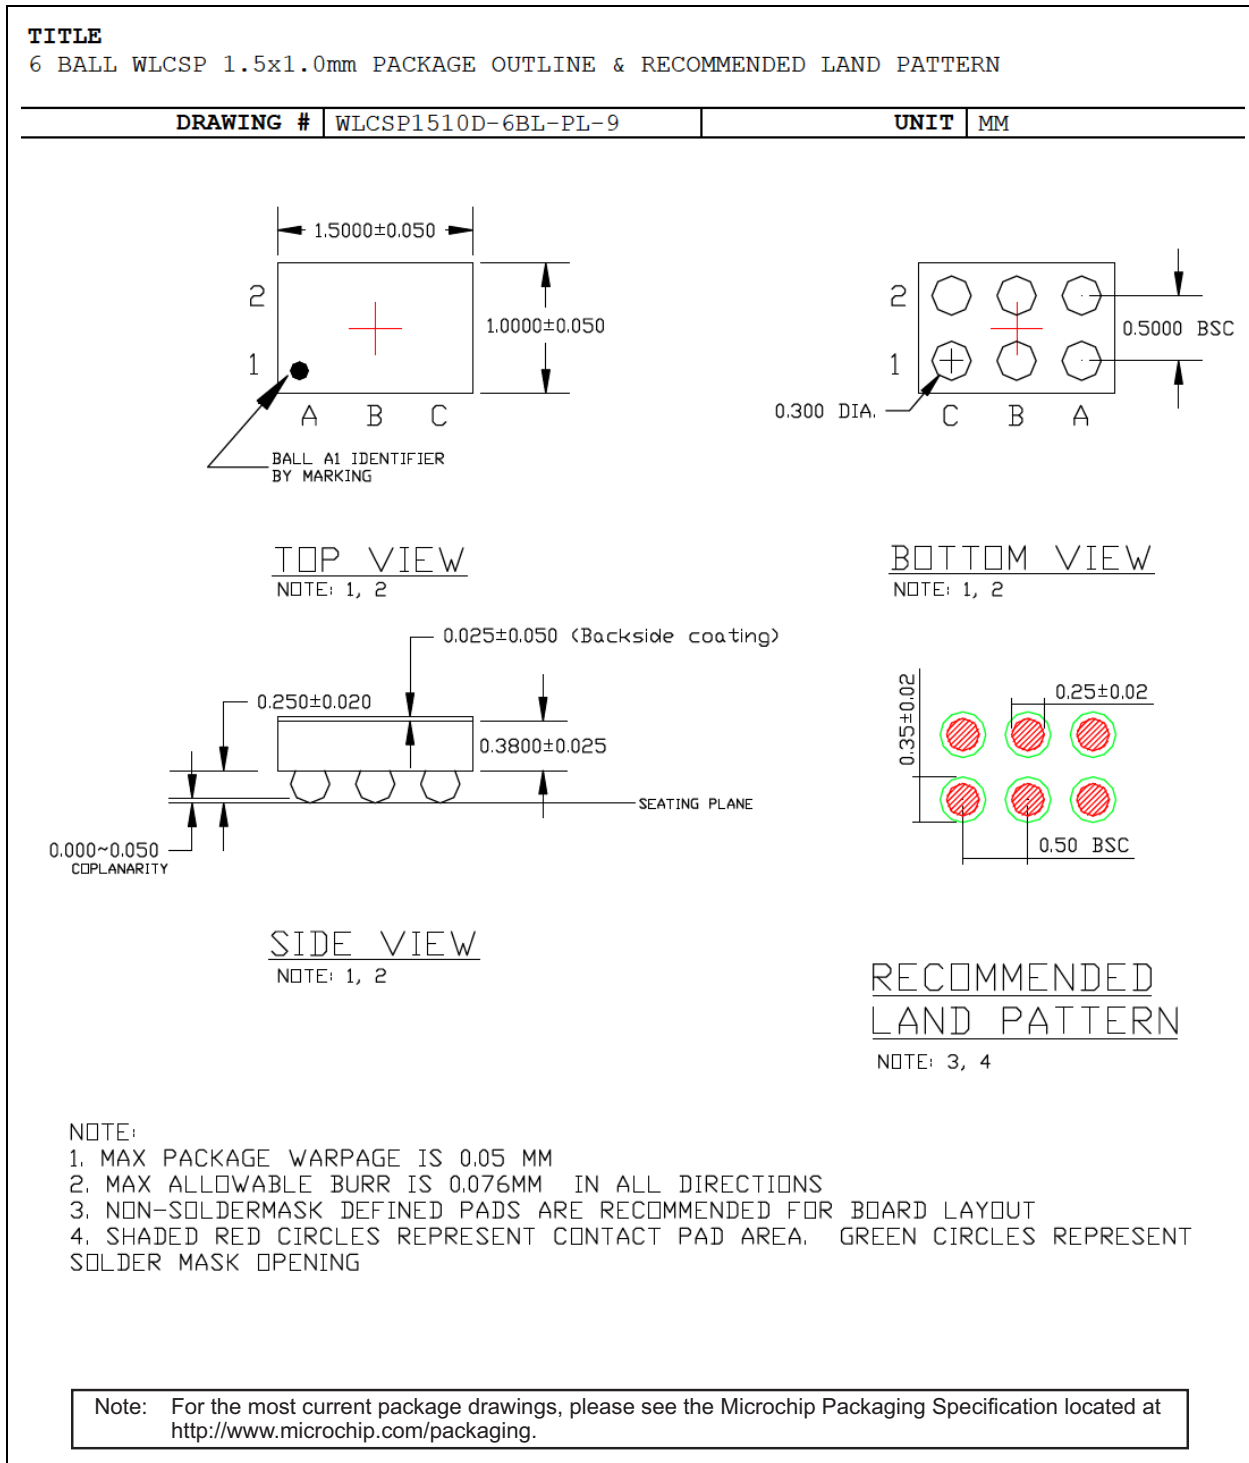 TITLE
6 BALL WLCSP 1.5x1.0mm PACKAGE OUTLINE & RECOMMENDED LAND PATTERN
DRAWING # WLCSP1510D-6BL-PL-9 UNIT MM
1.5000±0.050
2
1
1.0000±0.050
A B C
BALL A1 IDENTIFIER
BY MARKING
TOP VIEW
NOTE: 1, 2
2
1
0.5000 BSC
0.300 DIA.
C B A
BOTTOM VIEW
NOTE: 1, 2
0.025±0.050 (Backside coating)
0.250±0.020
0.3800±0.025
SEATING PLANE
0.000~0.050
COPLANARITY
SIDE VIEW
NOTE: 1, 2
0.35±0.02
0.25±0.02
0.50 BSC
RECOMMENDED
LAND PATTERN
NOTE: 3, 4
NOTE:
1. MAX PACKAGE WARPAGE IS 0.05 MM
2. MAX ALLOWABLE BURR IS 0.076MM IN ALL DIRECTIONS
3. NON-SOLDERMASK DEFINED PADS ARE RECOMMENDED FOR BOARD LAYOUT
4. SHADED RED CIRCLES REPRESENT CONTACT PAD AREA. GREEN CIRCLES REPRESENT
SOLDER MASK OPENING
Note: For the most current package drawings, please see the Microchip Packaging Specification located at
http://www.microchip.com/packaging.